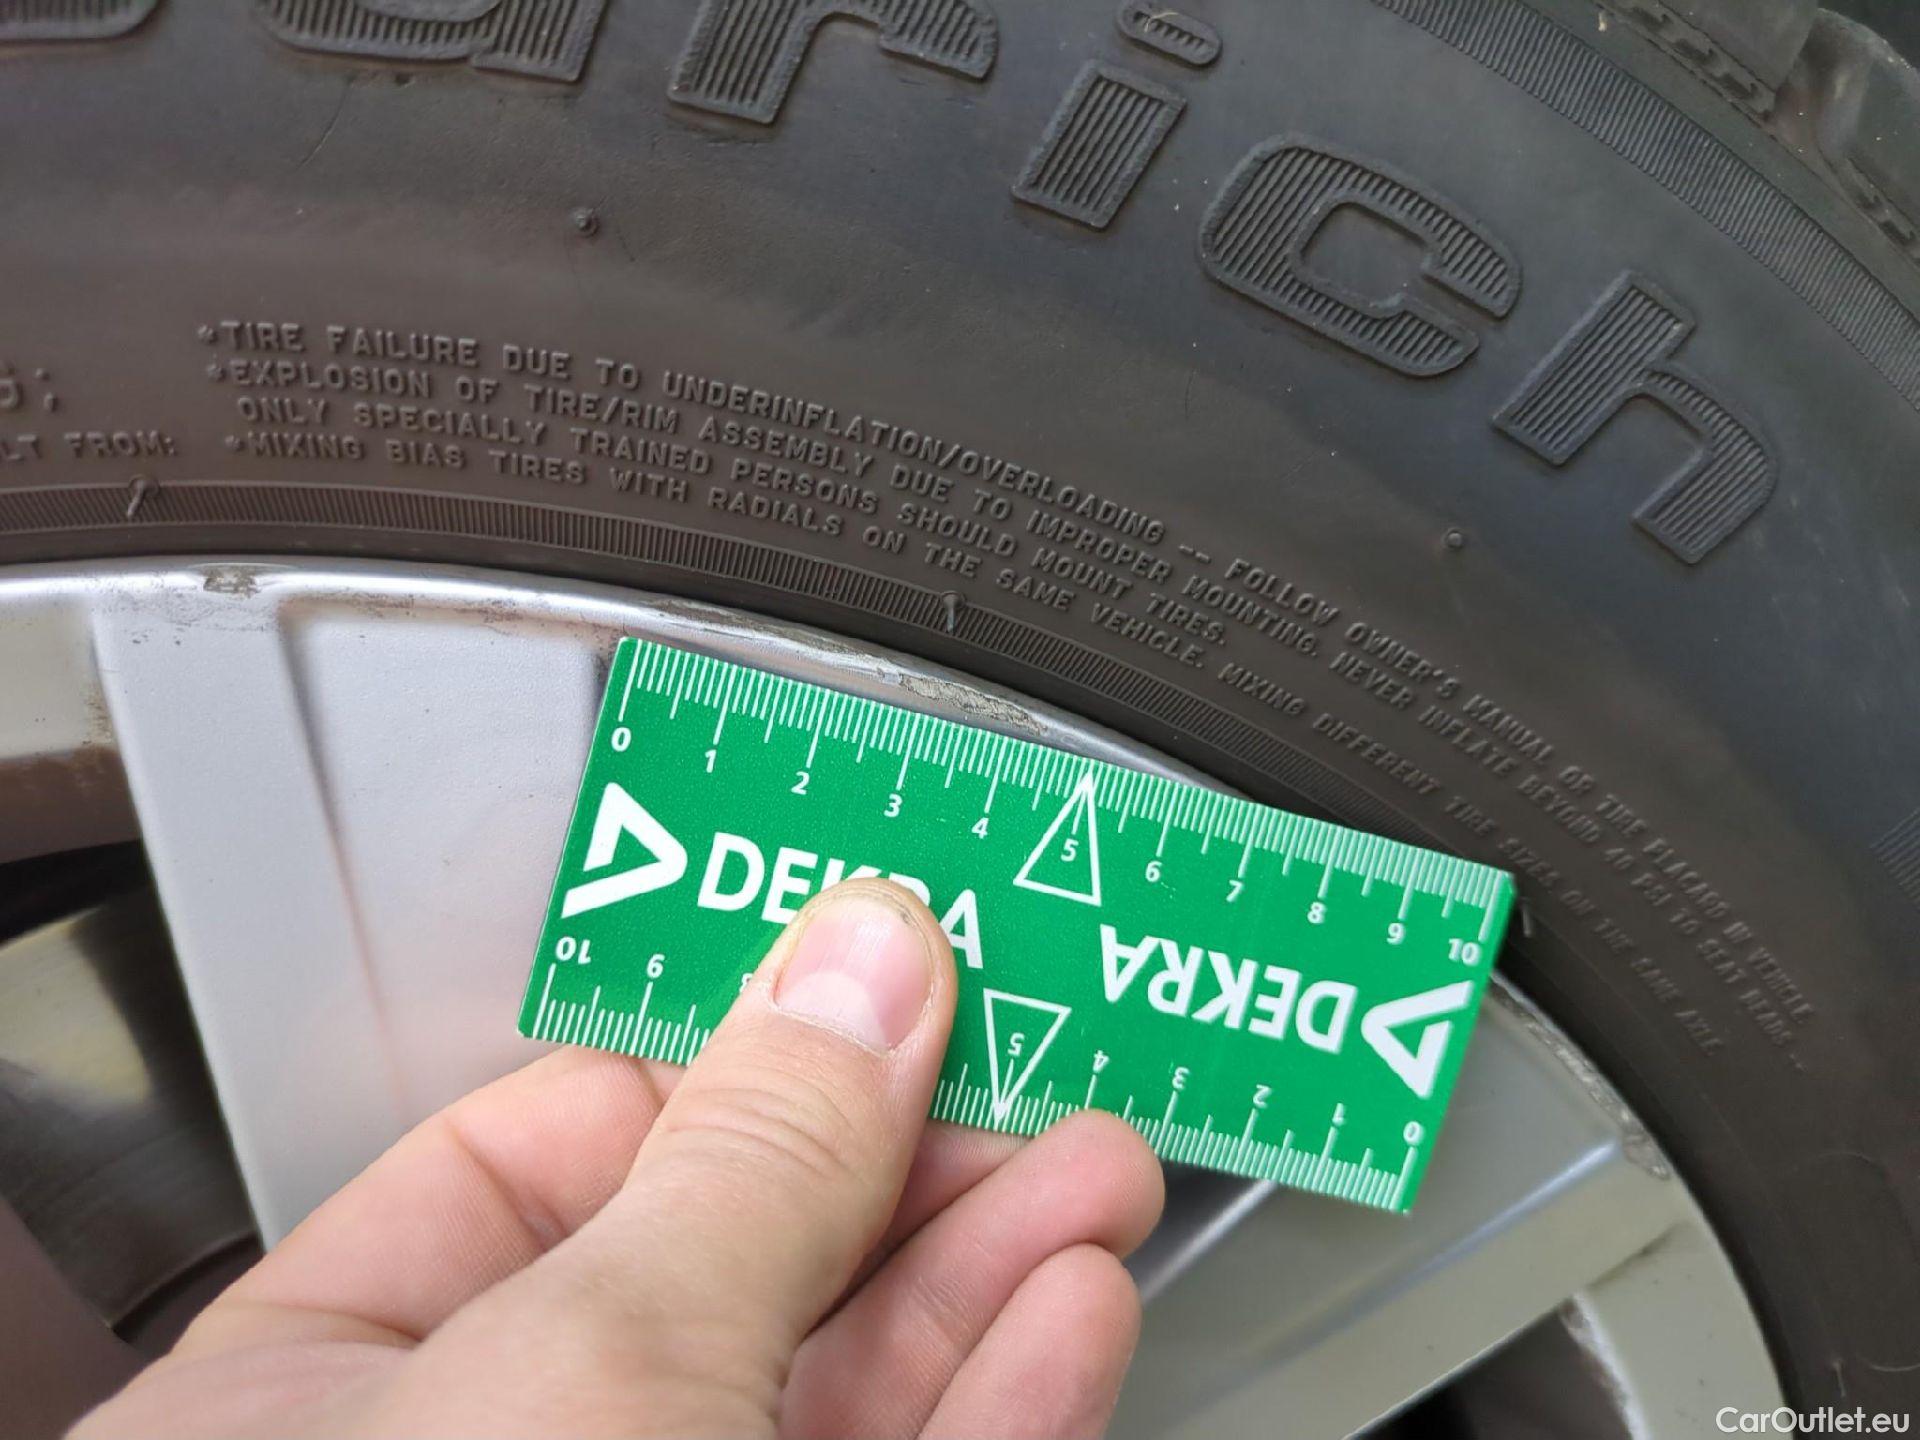 arich
*TIRE FAILURE DUE TO UNDERINFLATION/OVERLOADING -- FOLLOW OWNER'S MANUAL OR TIRE PLACARD IN VEHICLE
*EXPLOSION OF TIRE/RIM ASSEMBLY DUE TO IMPROPER MOUNTING. NEVER INFLATE BEYOND 40 PSI TO SEAT BEADS --
ONLY SPECIALLY TRAINED PERSONS SHOULD MOUNT TIRES.
LT FROM: *MIXING BIAS TIRES WITH RADIALS ON THE SAME VEHICLE. MIXING DIFFERENT TIRE SIZES ON THE SAME AXLE
0 1 2 3 4 5 6 7 8 9 10
DEKRA
DEKRA
10 9 8 5 4 3 2 1 0
CarOutlet.eu